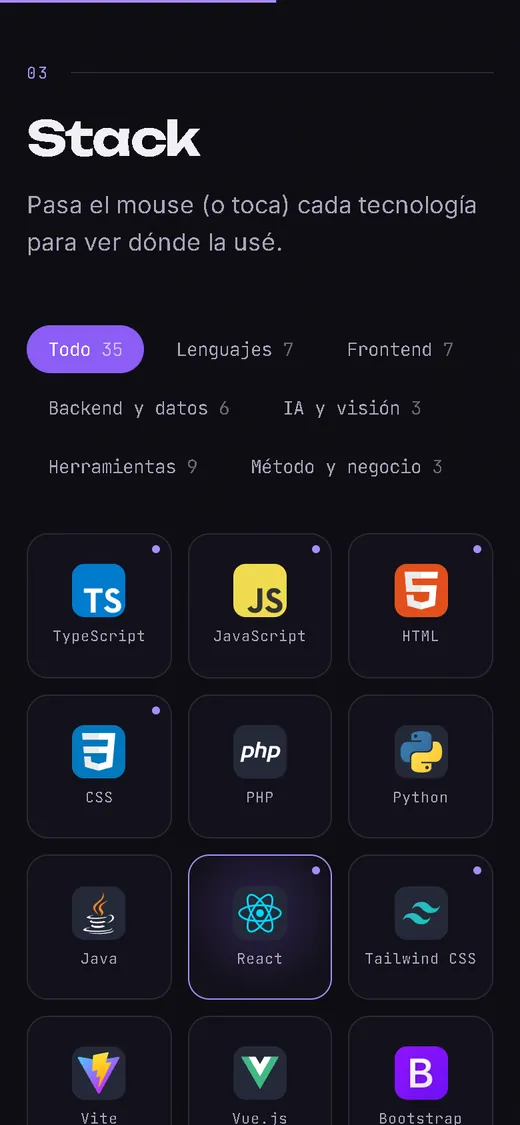 03
Stack
Pasa el mouse (o toca) cada tecnología
para ver dónde la usé.
Todo 35 Lenguajes 7 Frontend 7
Backend y datos 6 IA y visión 3
Herramientas 9 Método y negocio 3
TS JS
TypeScript JavaScript HTML
php
CSS PHP Python
Java React Tailwind CSS
B
Vite Vue.js Bootstrap